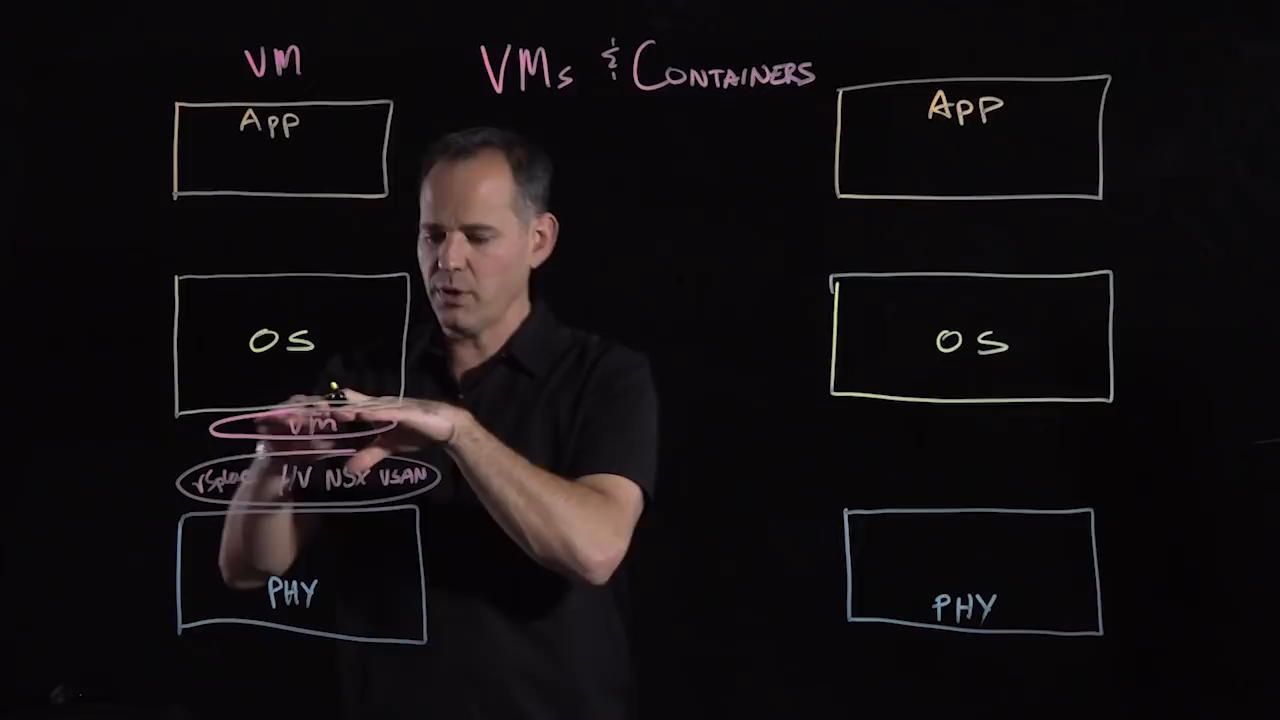 VM
VMs & CONTAINERS
App
App
OS
OS
VM
NSX VSAN
PHY
PHY